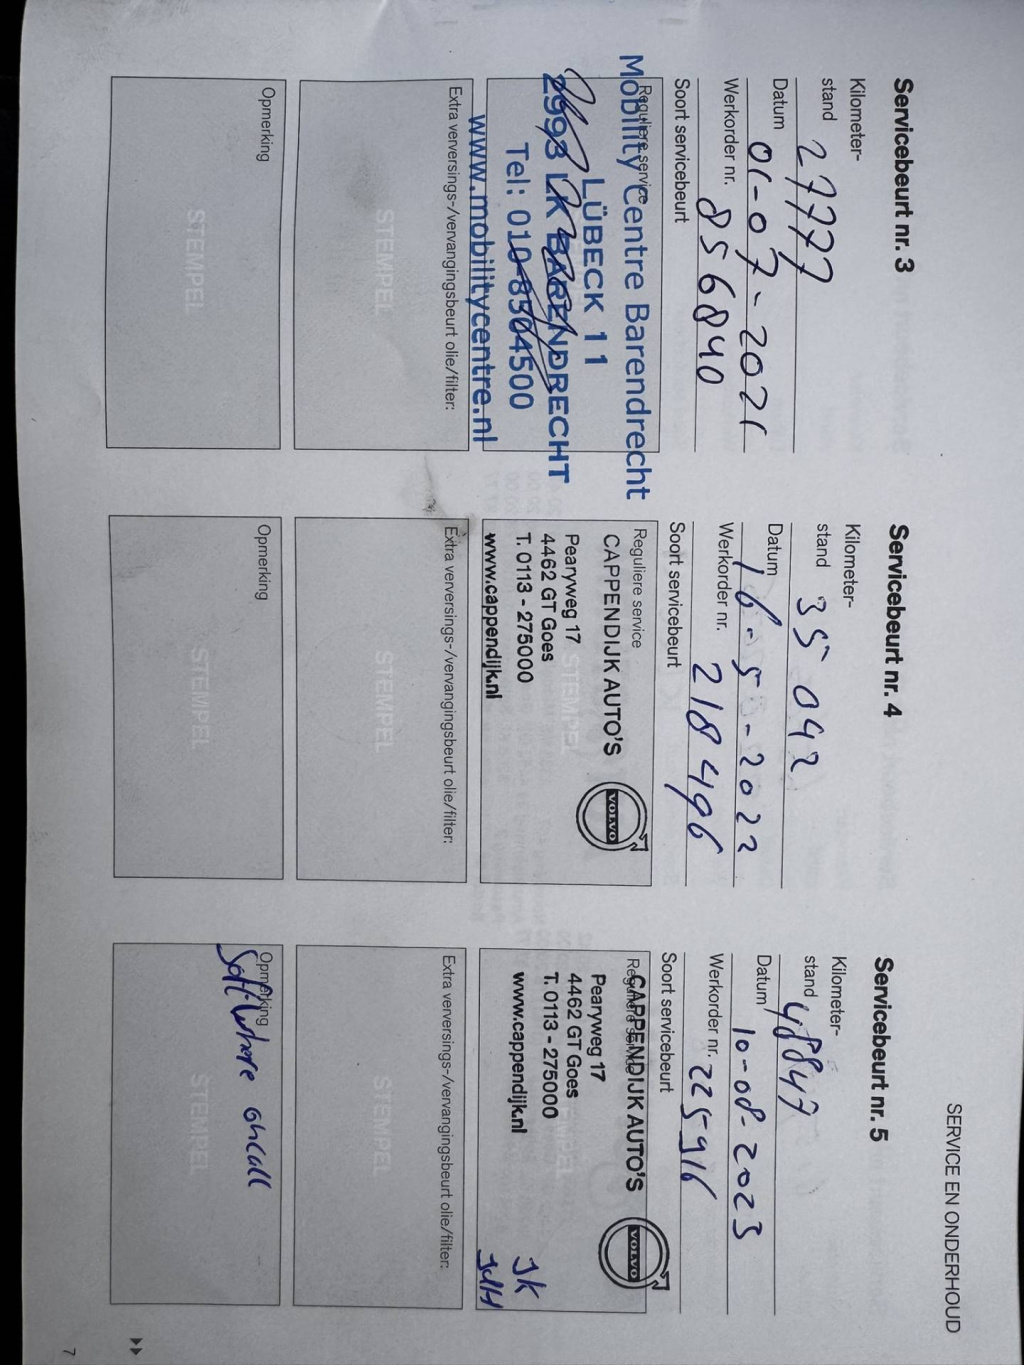 SERVICE EN ONDERHOUD
Servicebeurt nr. 3
Kilometer-
stand 27777
Datum 01-07-2021
Werkorder nr. 856840
Soort servicebeurt
Reguliere service
Mobility Centre Barendrecht
LÜBECK 11
2993 LK BARENDRECHT
Tel: 010-8504500
www.mobilitycentre.nl
Extra verversings-/vervangingsbeurt olie/filter:
STEMPEL
Opmerking
STEMPEL
Servicebeurt nr. 4
Kilometer-
stand 35 042
Datum 16-5-2022
Werkorder nr. 218496
Soort servicebeurt
Reguliere service
CAPPENDIJK AUTO'S
VOLVO
STEMPEL
Pearyweg 17
4462 GT Goes
T. 0113 - 275000
www.cappendijk.nl
Extra verversings-/vervangingsbeurt olie/filter:
STEMPEL
Opmerking
STEMPEL
Servicebeurt nr. 5
Kilometer-
stand 48847
Datum 10-08-2023
Werkorder nr. 225916
Soort servicebeurt
Reguliere service
CAPPENDIJK AUTO'S
VOLVO
Pearyweg 17
4462 GT Goes
T. 0113 - 275000
www.cappendijk.nl
STEMPEL
JK
JdH
Extra verversings-/vervangingsbeurt olie/filter:
STEMPEL
Opmerking
Softwhare oncall
STEMPEL
7